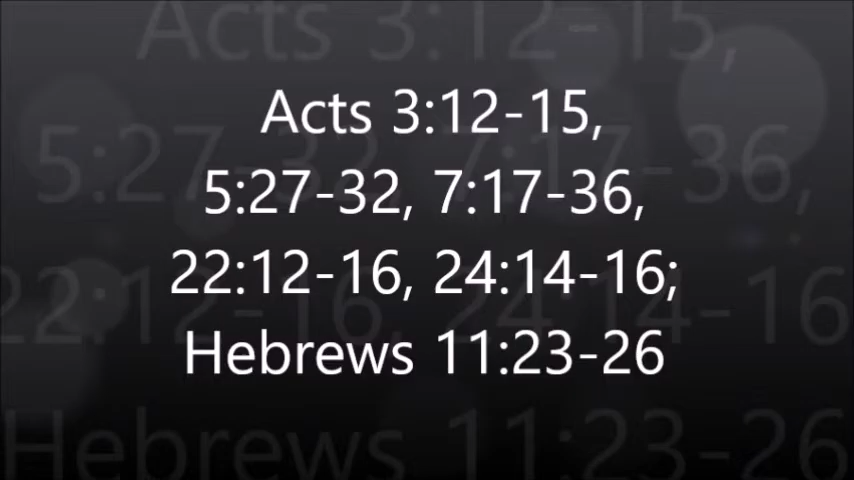 Acts 3:12-15,
5:27-32, 7:17-36,
22:12-16, 24:14-16;
Hebrews 11:23-26